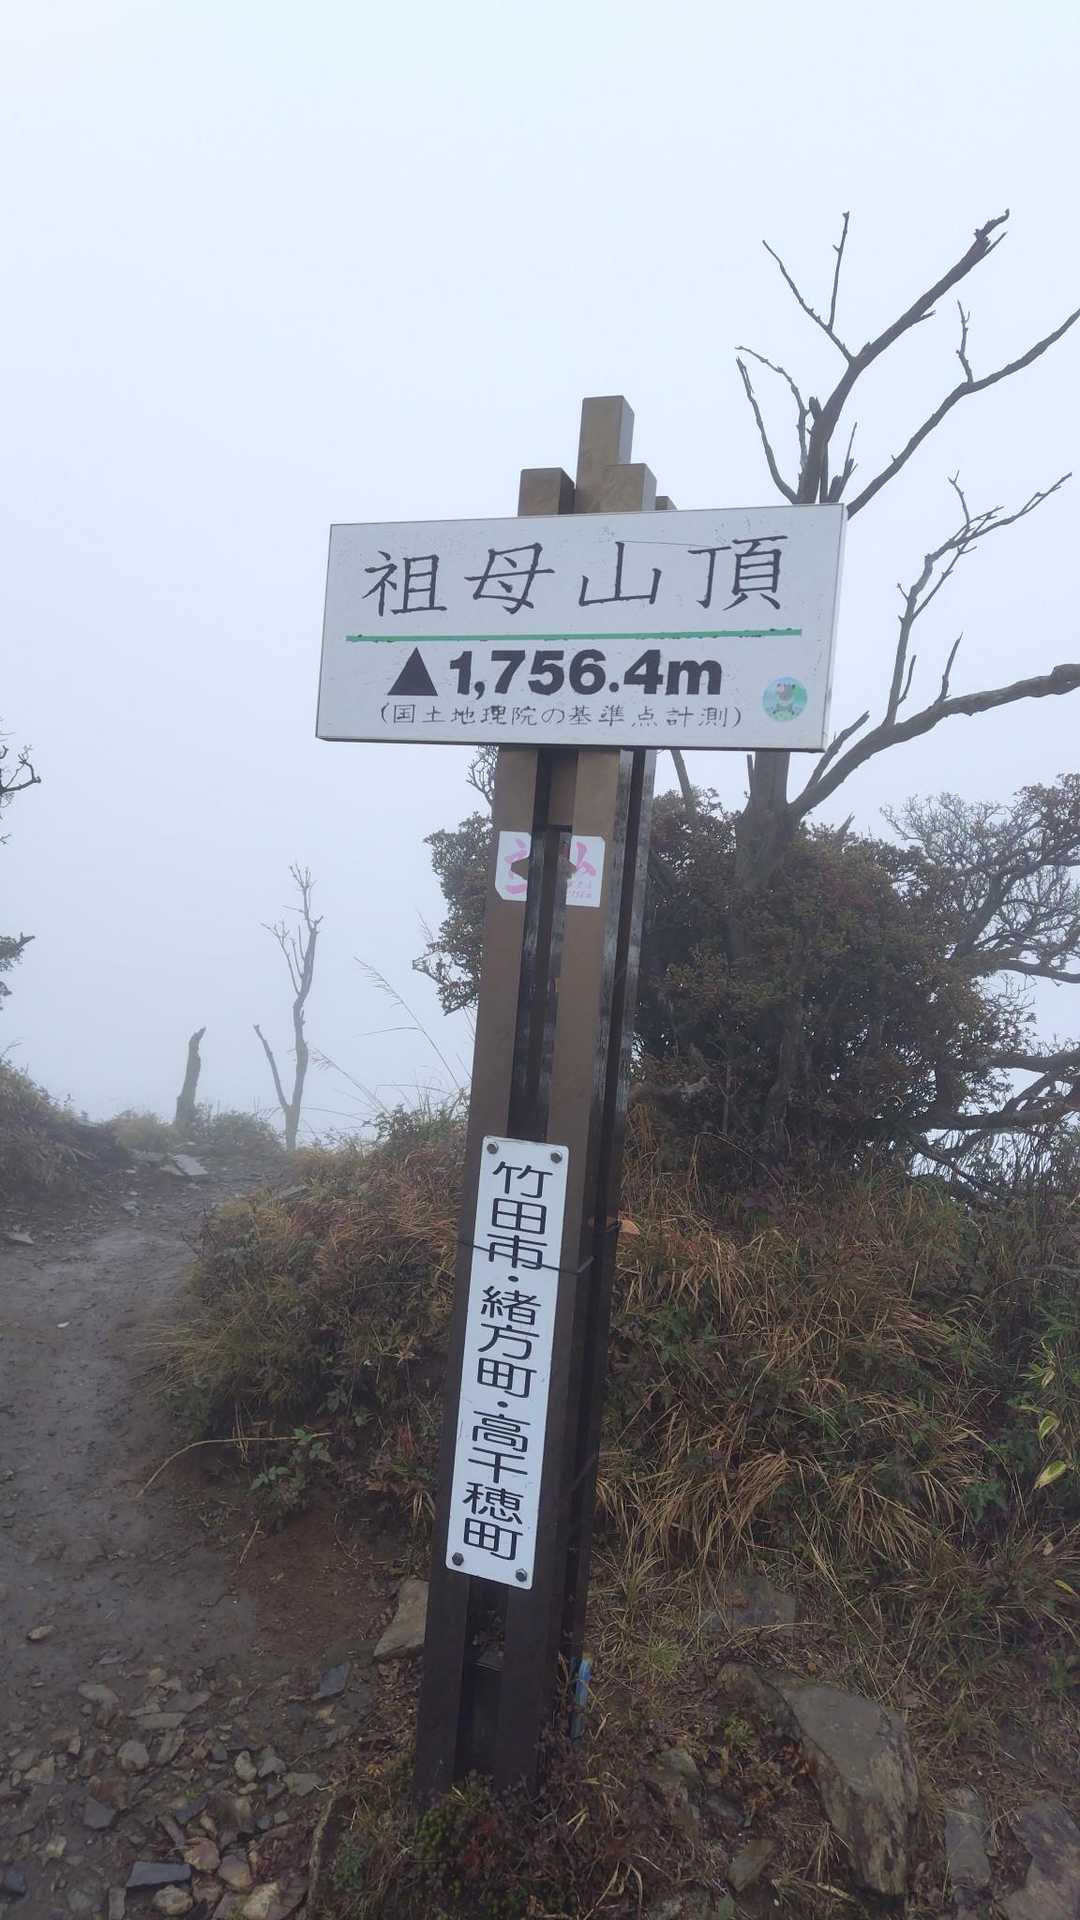 祖母山頂
▲1,756.4m
(国土地理院の基準点計測)
竹田市・緒方町・高千穂町